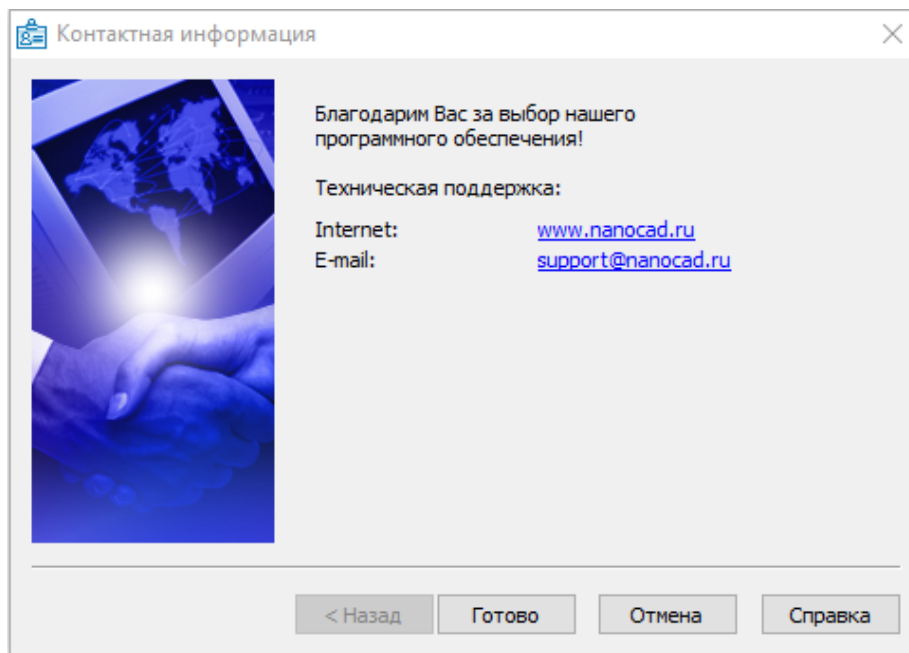 Контактная информация
Благодарим Вас за выбор нашего
программного обеспечения!
Техническая поддержка:
Internet: www.nanocad.ru
E-mail: support@nanocad.ru
< Назад Готово Отмена Справка